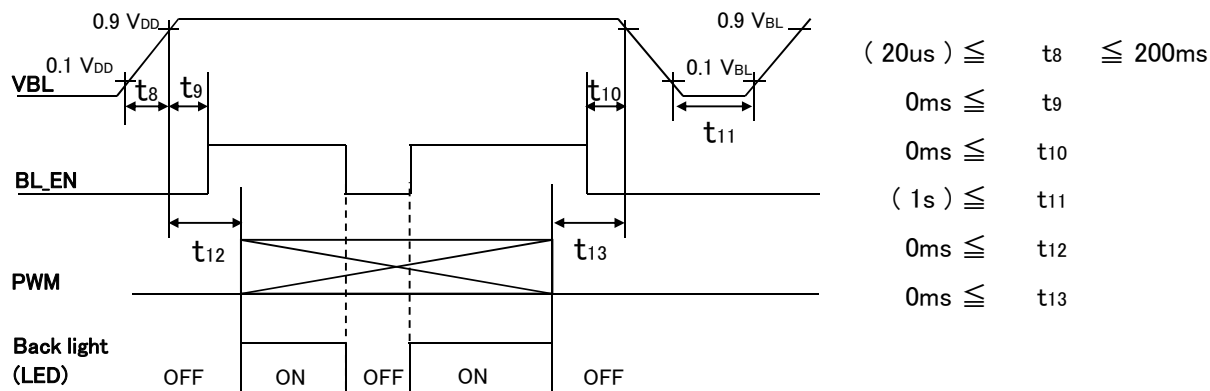 0.9 VDD
0.9 VBL
0.1 VDD
0.1 VBL
VBL
t8
t9
t10
t11
BL_EN
t12
t13
PWM
Back light
(LED)
OFF
ON
OFF
ON
OFF
( 20us ) ≦ t8 ≦ 200ms
0ms ≦ t9
0ms ≦ t10
( 1s ) ≦ t11
0ms ≦ t12
0ms ≦ t13